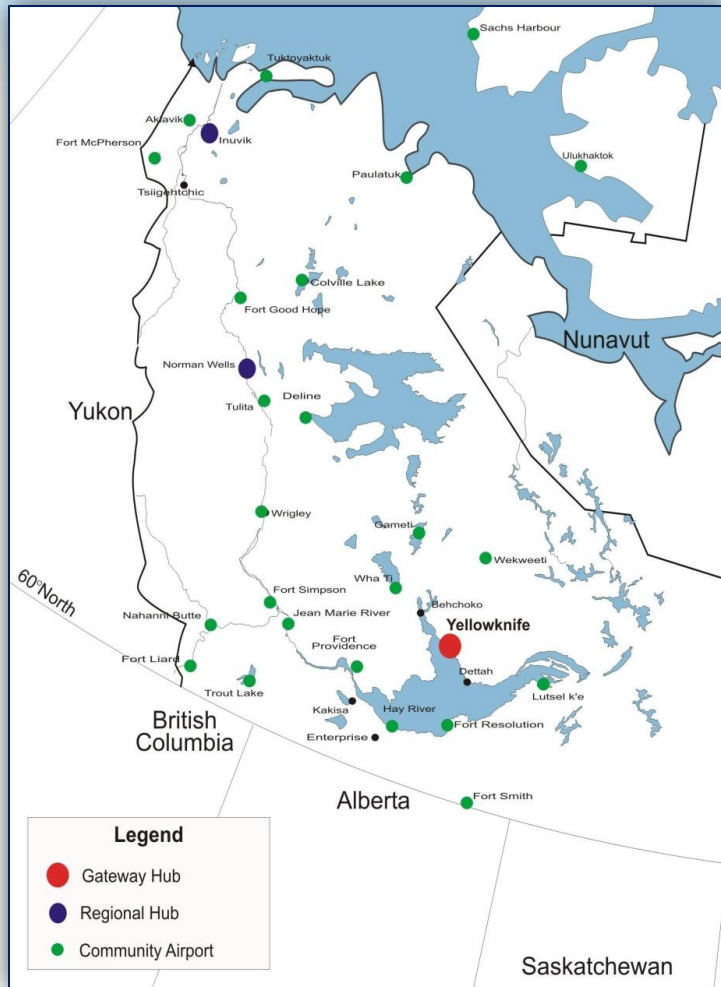 Sachs Harbour
Tuktoyaktuk
Aklavik
Inuvik
Fort McPherson
Ulukhaktok
Paulatuk
Tsiigehtchic
Colville Lake
Fort Good Hope
Nunavut
Norman Wells
Deline
Tulita
Yukon
Wrigley
Gameti
Wekweeti
Wha Ti
60°North
Fort Simpson
Behchoko
Nahanni Butte
Jean Marie River
Yellowknife
Fort
Providence
Fort Liard
Dettah
Trout Lake
Lutsel k'e
Kakisa
Hay River
Fort Resolution
British
Columbia
Enterprise
Alberta
Fort Smith
Legend
Gateway Hub
Regional Hub
Community Airport
Saskatchewan